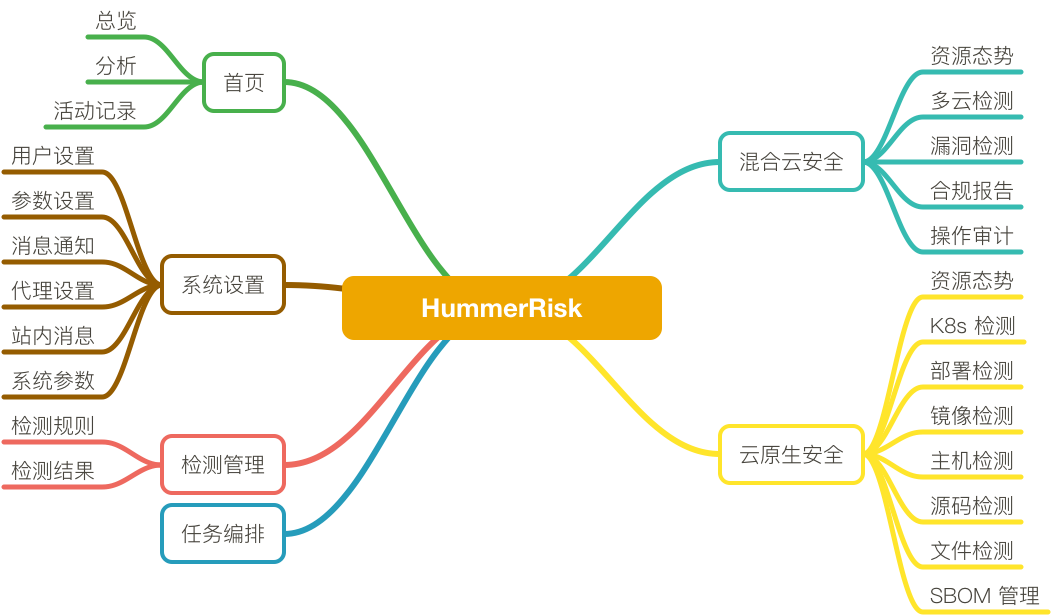 总览
分析
活动记录
首页
用户设置
参数设置
消息通知
代理设置
站内消息
系统参数
系统设置
检测规则
检测结果
检测管理
任务编排
HummerRisk
资源态势
多云检测
漏洞检测
合规报告
操作审计
混合云安全
资源态势
K8s 检测
部署检测
镜像检测
主机检测
源码检测
文件检测
SBOM 管理
云原生安全